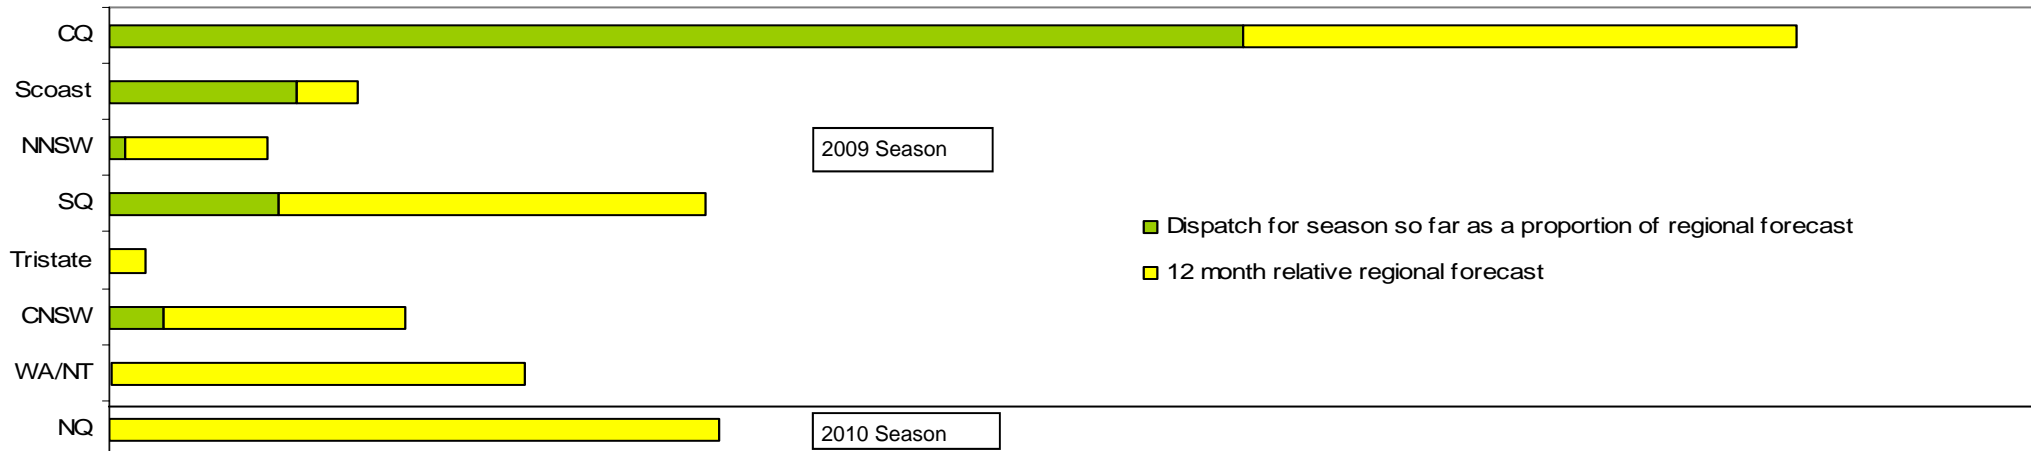 CQ
Scoast
NNSW
2009 Season
SQ
Dispatch for season so far as a proportion of regional forecast
Tristate
12 month relative regional forecast
CNSW
WA/NT
NQ
2010 Season